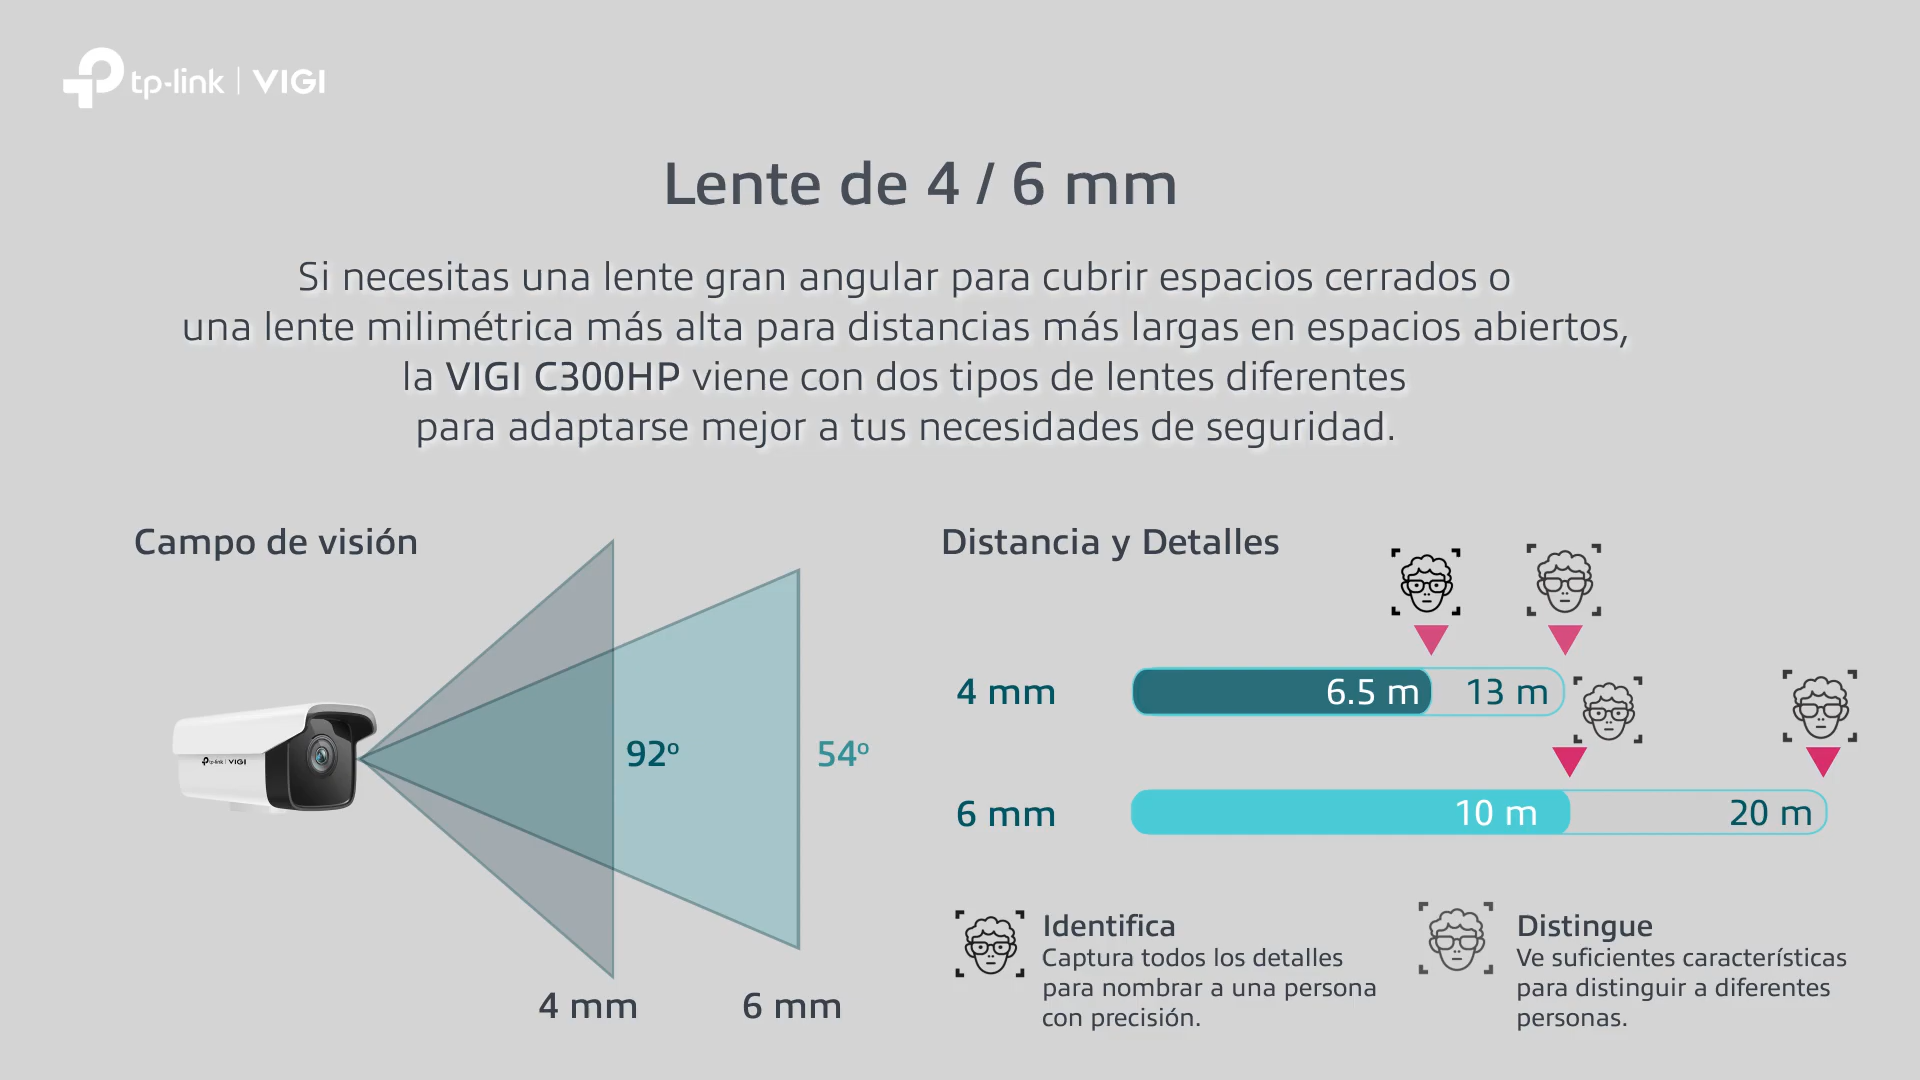 tp-link | VIGI
Lente de 4 / 6 mm
Si necesitas una lente gran angular para cubrir espacios cerrados o
una lente milimétrica más alta para distancias más largas en espacios abiertos,
la VIGI C300HP viene con dos tipos de lentes diferentes
para adaptarse mejor a tus necesidades de seguridad.
Campo de visión
tp-link | VIGI
92º
54º
4 mm
6 mm
Distancia y Detalles
4 mm
6.5 m
13 m
6 mm
10 m
20 m
Identifica
Captura todos los detalles
para nombrar a una persona
con precisión.
Distingue
Ve suficientes características
para distinguir a diferentes
personas.